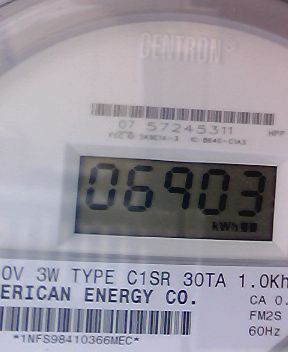 CENTRON®
07 57245311
HPF
06903
kWh
0V 3W TYPE C1SR 30TA 1.0Kh
ERICAN ENERGY CO.
CA 0.
FM2S
60Hz
*1NFS98410366MEC*